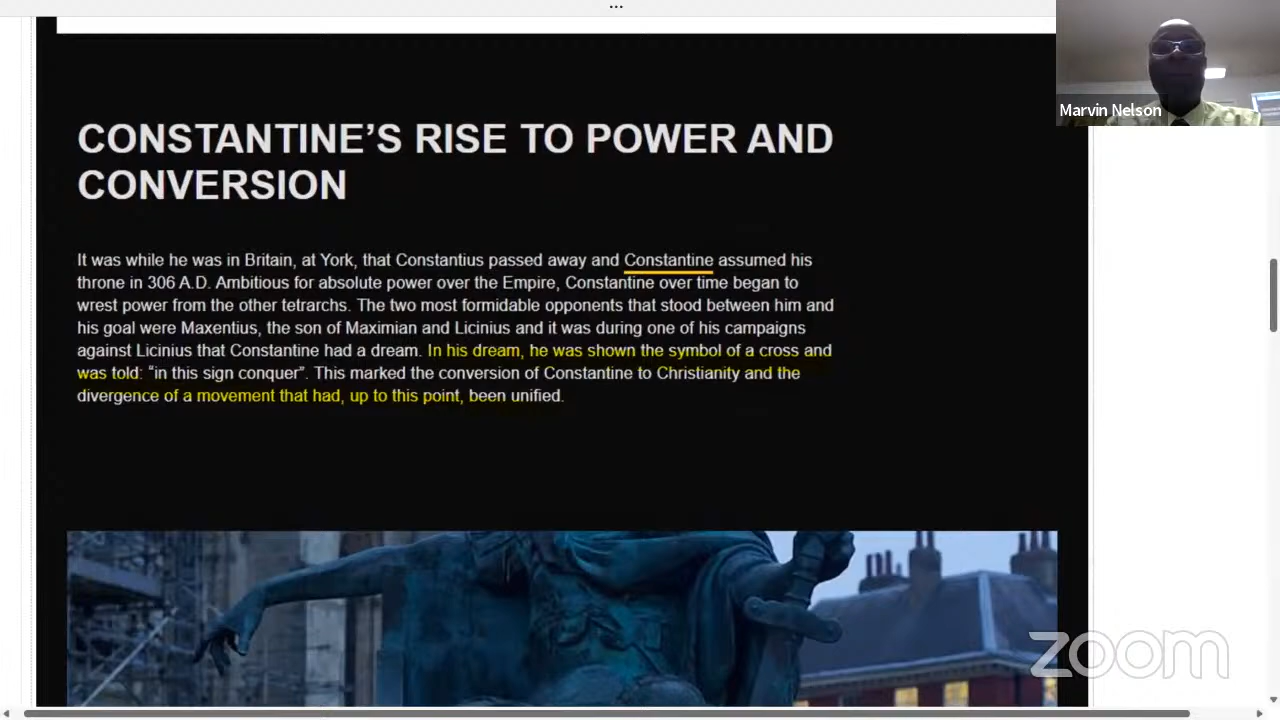 ...
Marvin Nelson
CONSTANTINE’S RISE TO POWER AND
CONVERSION
It was while he was in Britain, at York, that Constantius passed away and Constantine assumed his
throne in 306 A.D. Ambitious for absolute power over the Empire, Constantine over time began to
wrest power from the other tetrarchs. The two most formidable opponents that stood between him and
his goal were Maxentius, the son of Maximian and Licinius and it was during one of his campaigns
against Licinius that Constantine had a dream. In his dream, he was shown the symbol of a cross and
was told: “in this sign conquer”. This marked the conversion of Constantine to Christianity and the
divergence of a movement that had, up to this point, been unified.
zoom